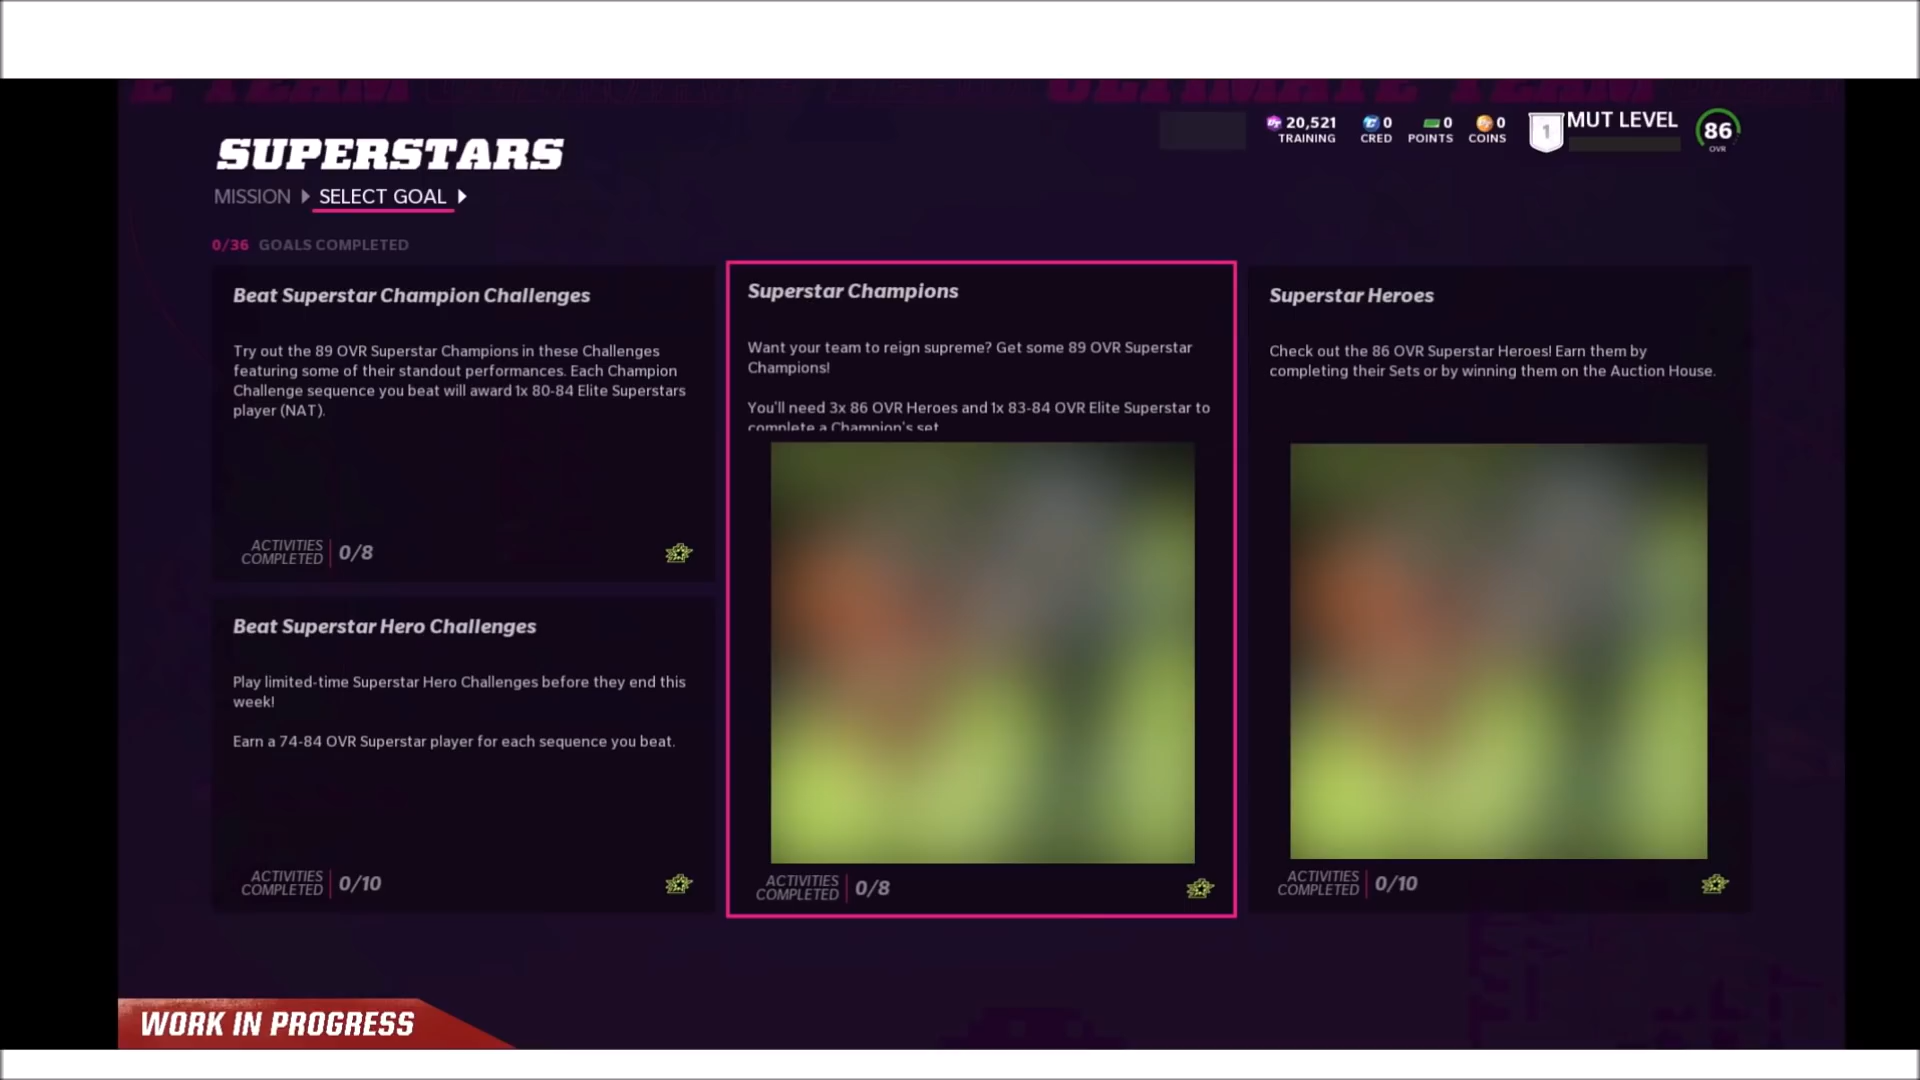 20,521 TRAINING
0 CRED
0 POINTS
0 COINS
1 MUT LEVEL
86 OVR
SUPERSTARS
MISSION SELECT GOAL
0/36 GOALS COMPLETED
Beat Superstar Champion Challenges
Try out the 89 OVR Superstar Champions in these Challenges
featuring some of their standout performances. Each Champion
Challenge sequence you beat will award 1x 80-84 Elite Superstars
player (NAT).
ACTIVITIES
COMPLETED 0/8
Beat Superstar Hero Challenges
Play limited-time Superstar Hero Challenges before they end this
week!
Earn a 74-84 OVR Superstar player for each sequence you beat.
ACTIVITIES
COMPLETED 0/10
Superstar Champions
Want your team to reign supreme? Get some 89 OVR Superstar
Champions!
You'll need 3x 86 OVR Heroes and 1x 83-84 OVR Elite Superstar to
complete a Champion's set
ACTIVITIES
COMPLETED 0/8
Superstar Heroes
Check out the 86 OVR Superstar Heroes! Earn them by
completing their Sets or by winning them on the Auction House.
ACTIVITIES
COMPLETED 0/10
WORK IN PROGRESS